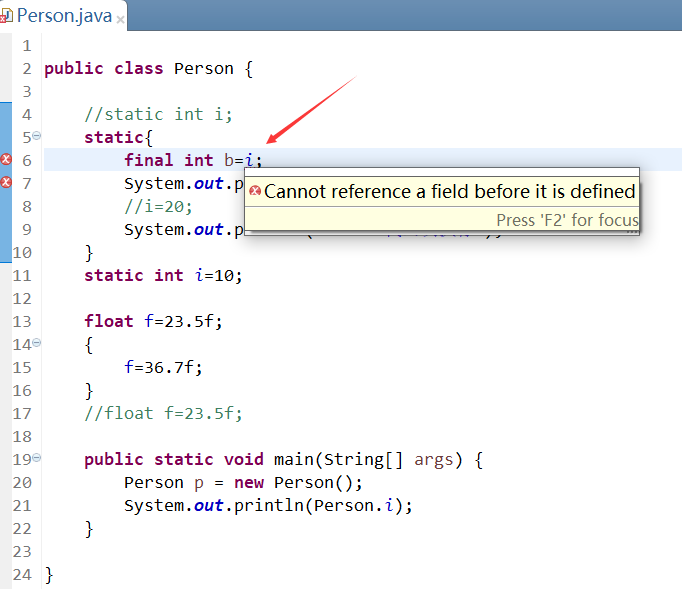 Person.java
1
2 public class Person {
3
4 //static int i;
5 static{
6 final int b=i;
7 System.out.p
8 //i=20;
9 System.out.p
10 }
11 static int i=10;
12
13 float f=23.5f;
14 {
15 f=36.7f;
16 }
17 //float f=23.5f;
18
19 public static void main(String[] args) {
20 Person p = new Person();
21 System.out.println(Person.i);
22 }
23
24 }
Cannot reference a field before it is defined
Press 'F2' for focus